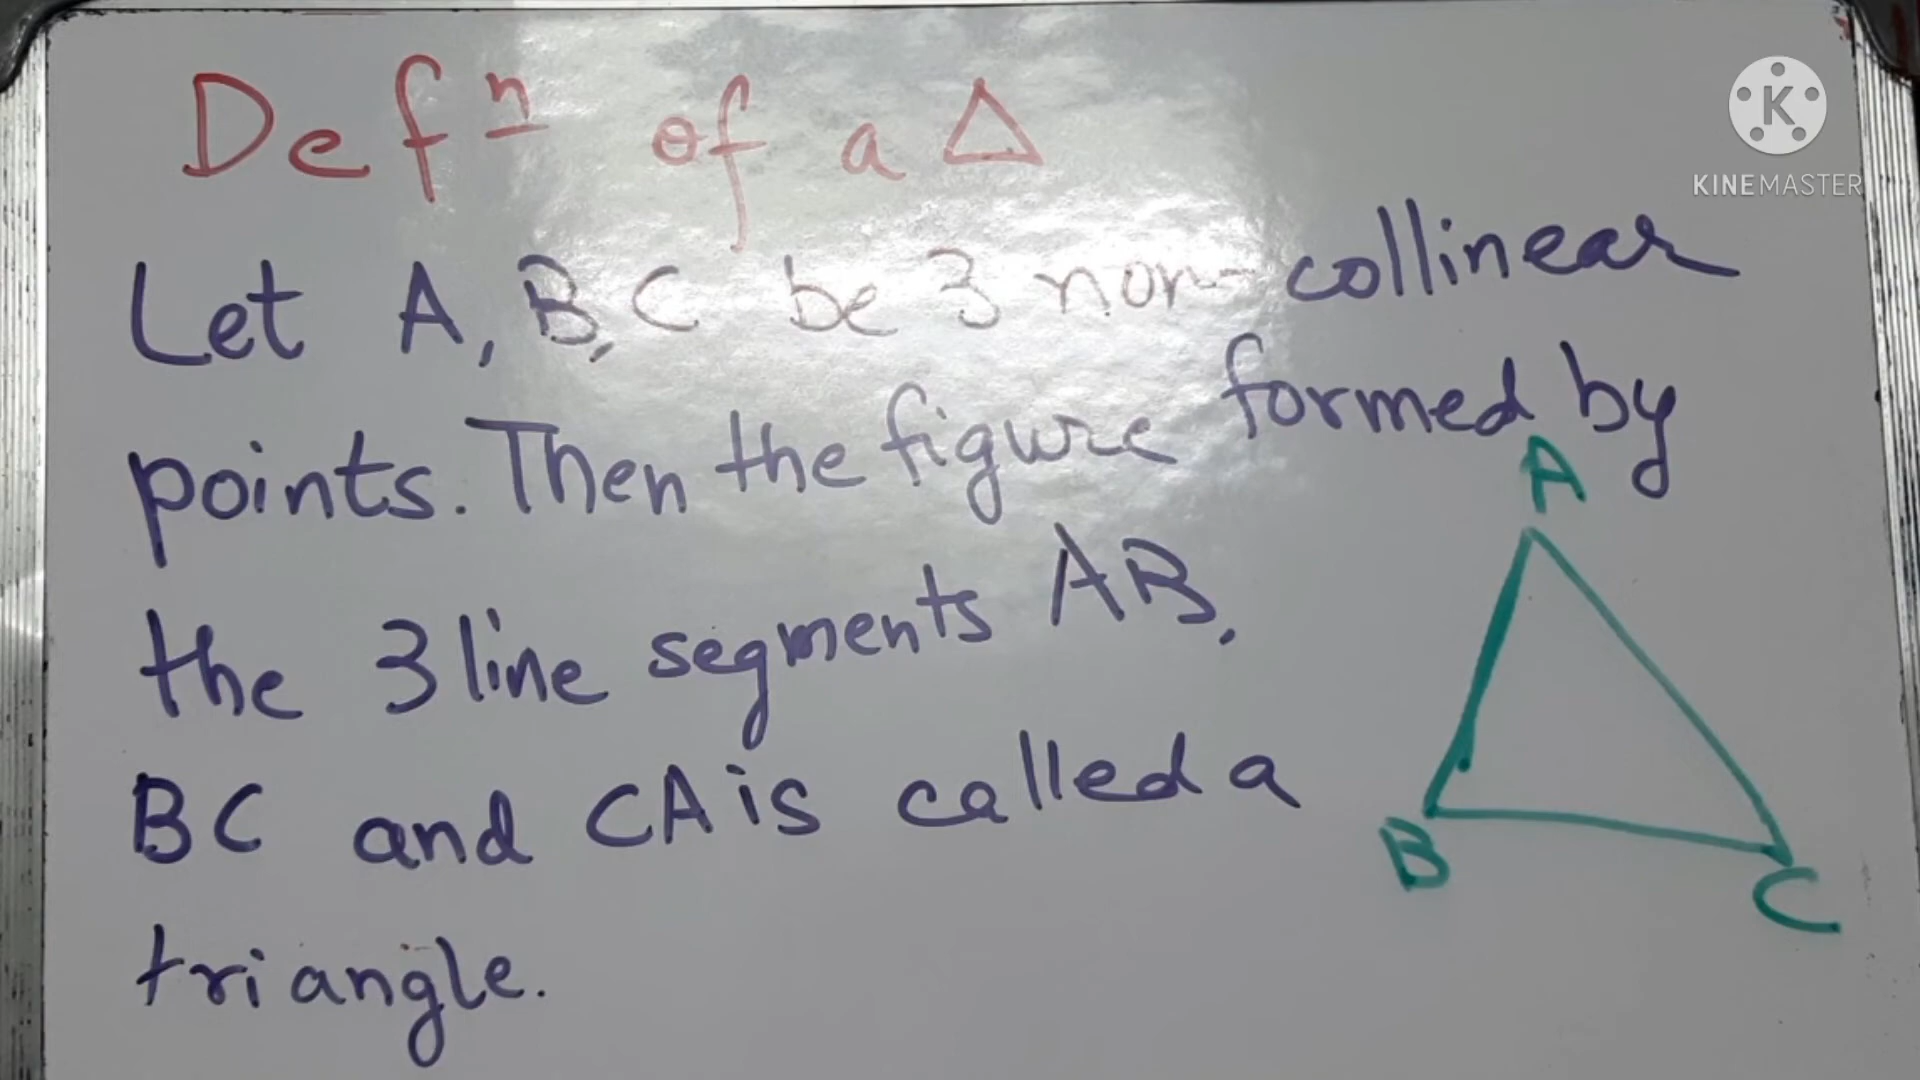 Defⁿ of a △
Let A, B, C be 3 non-collinear
points. Then the figure formed by
the 3 line segments AB,
BC and CA is called a
triangle.
A
B
C
K
KINEMASTER